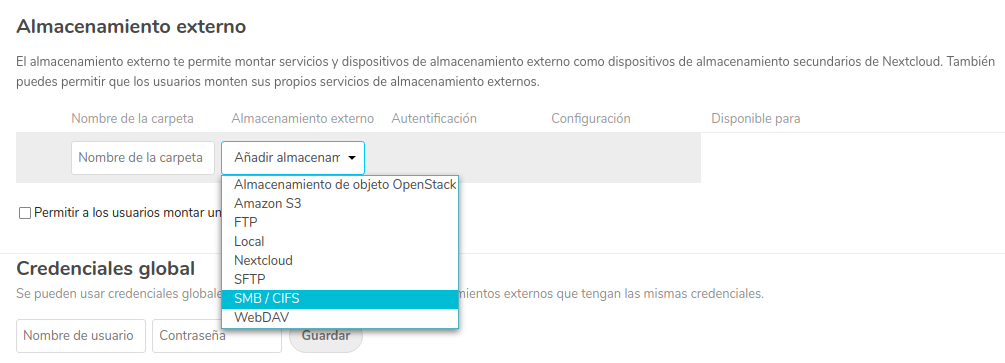 Almacenamiento externo
El almacenamiento externo te permite montar servicios y dispositivos de almacenamiento externo como dispositivos de almacenamiento secundarios de Nextcloud. También
puedes permitir que los usuarios monten sus propios servicios de almacenamiento externos.
Nombre de la carpeta Almacenamiento externo Autentificación Configuración Disponible para
Nombre de la carpeta Añadir almacenam
Almacenamiento de objeto OpenStack
Amazon S3
Permitir a los usuarios montar un
FTP
Local
Nextcloud
Credenciales global
SFTP
Se pueden usar credenciales global SMB / CIFS mientos externos que tengan las mismas credenciales.
WebDAV
Nombre de usuario Contraseña Guardar